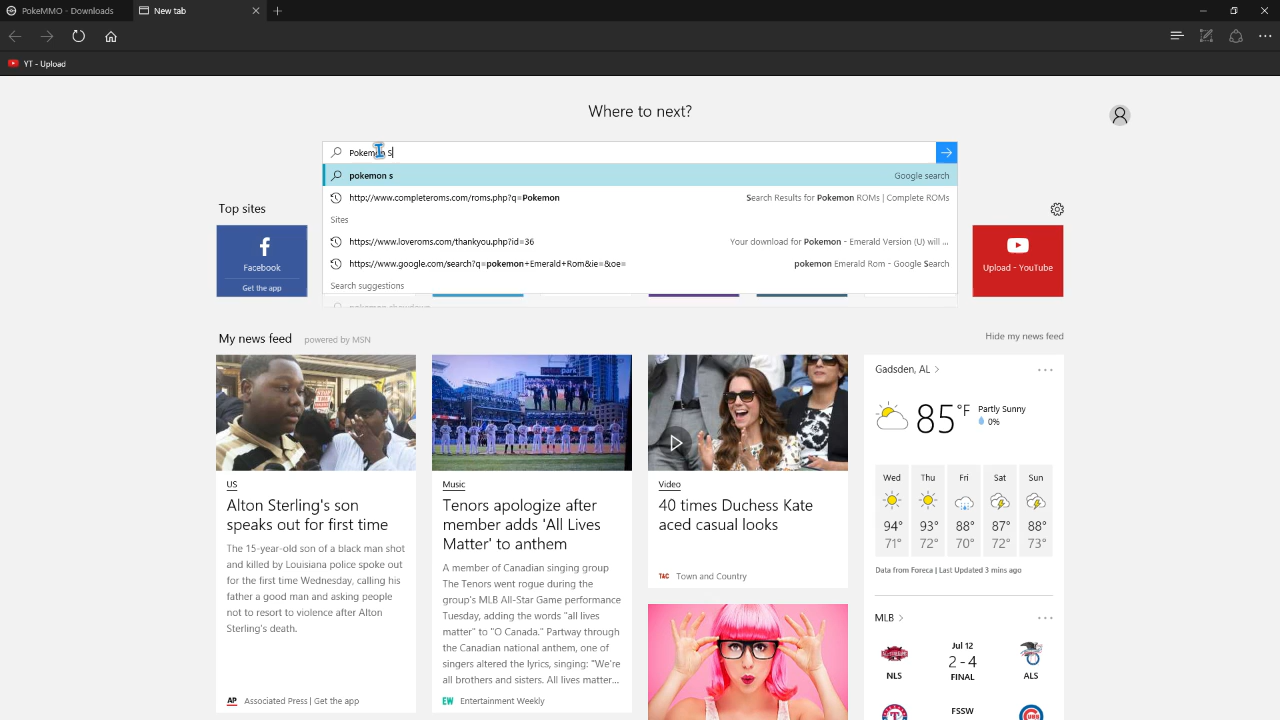 PokeMMO - Downloads
New tab
YT - Upload
Where to next?
Pokemon S
pokemon s
Google search
http://www.completeroms.com/roms.php?q=Pokemon
Search Results for Pokemon ROMs | Complete ROMs
Sites
https://www.loveroms.com/thankyou.php?id=36
Your download for Pokemon - Emerald Version (U) will ...
https://www.google.com/search?q=pokemon+Emerald+Rom&ie=&oe=
pokemon Emerald Rom - Google Search
Search suggestions
pokemon showdown
Top sites
Facebook
Get the app
Upload - YouTube
My news feed
powered by MSN
Hide my news feed
US
Alton Sterling's son
speaks out for first time
The 15-year-old son of a black man shot
and killed by Louisiana police spoke out
for the first time Wednesday, calling his
father a good man and asking people
not to resort to violence after Alton
Sterling's death.
AP Associated Press | Get the app
Music
Tenors apologize after
member adds 'All Lives
Matter' to anthem
A member of Canadian singing group
The Tenors went rogue during the
group's MLB All-Star Game performance
Tuesday, adding the words "all lives
matter" to "O Canada." Partway through
the Canadian national anthem, one of
singers altered the lyrics, singing: "We're
all brothers and sisters. All lives matter...
EW Entertainment Weekly
Video
40 times Duchess Kate
aced casual looks
T&C Town and Country
Gadsden, AL
85°F
Partly Sunny
0%
Wed Thu Fri Sat Sun
94° 93° 88° 87° 88°
71° 72° 70° 72° 73°
Data from Foreca | Last Updated 3 mins ago
MLB
Jul 12
2 - 4
FINAL
NLS
ALS
FSSW